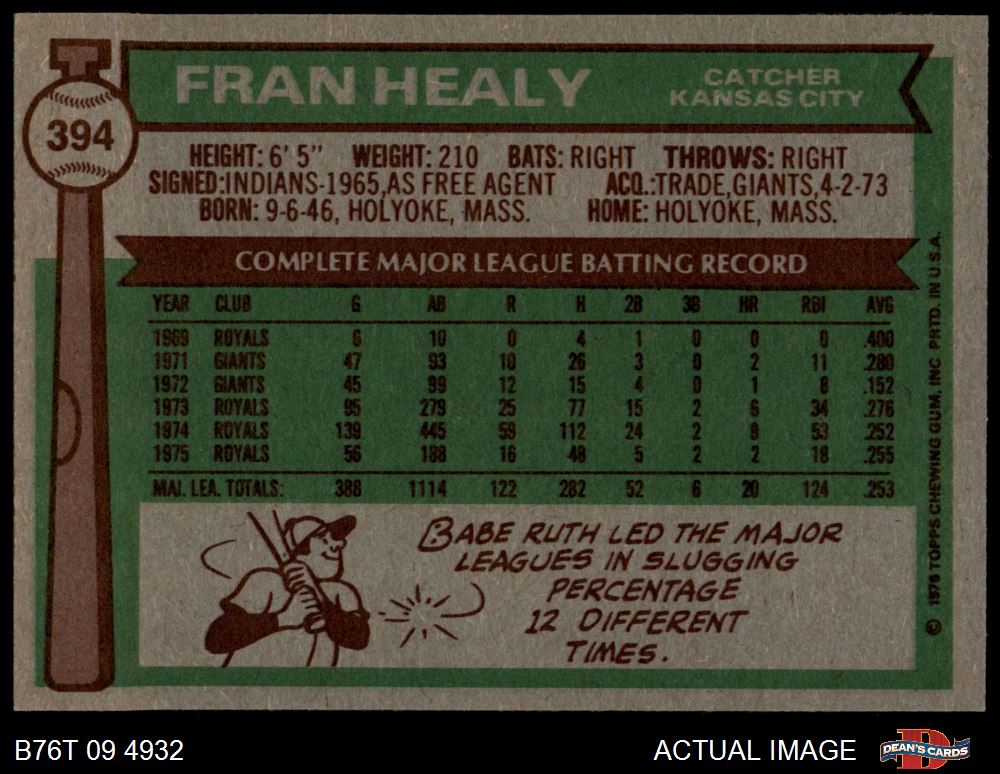 394
FRAN HEALY
CATCHER
KANSAS CITY
HEIGHT: 6' 5" WEIGHT: 210 BATS: RIGHT THROWS: RIGHT
SIGNED:INDIANS-1965,AS FREE AGENT ACQ.:TRADE,GIANTS,4-2-73
BORN: 9-6-46, HOLYOKE, MASS. HOME: HOLYOKE, MASS.
COMPLETE MAJOR LEAGUE BATTING RECORD
YEAR CLUB G AB R H 2B 3B HR RBI AVG
1969 ROYALS 6 10 0 4 1 0 0 0 .400
1971 GIANTS 47 93 10 26 3 0 2 11 .280
1972 GIANTS 45 99 12 15 4 0 1 8 .152
1973 ROYALS 95 279 25 77 15 2 6 34 .276
1974 ROYALS 139 445 59 112 24 2 9 53 .252
1975 ROYALS 56 188 16 48 5 2 2 18 .255
MAJ. LEA. TOTALS: 388 1114 122 282 52 6 20 124 .253
BABE RUTH LED THE MAJOR
LEAGUES IN SLUGGING
PERCENTAGE
12 DIFFERENT
TIMES.
© 1976 TOPPS CHEWING GUM, INC PRTD. IN U.S.A.
B76T 09 4932
ACTUAL IMAGE
DEAN'S CARDS